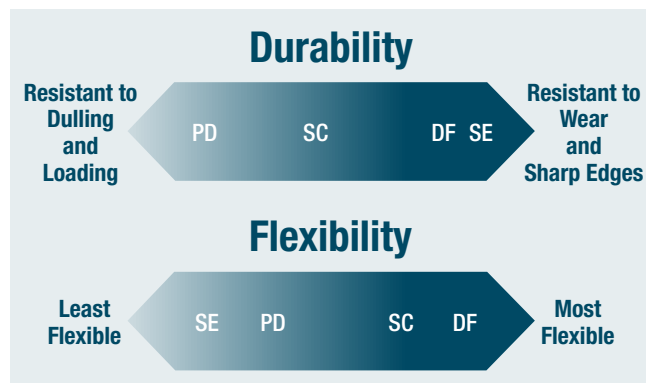 Durability
Resistant to
Dulling
and
Loading
PD SC DF SE
Resistant to
Wear
and
Sharp Edges
Flexibility
Least
Flexible
SE PD SC DF
Most
Flexible